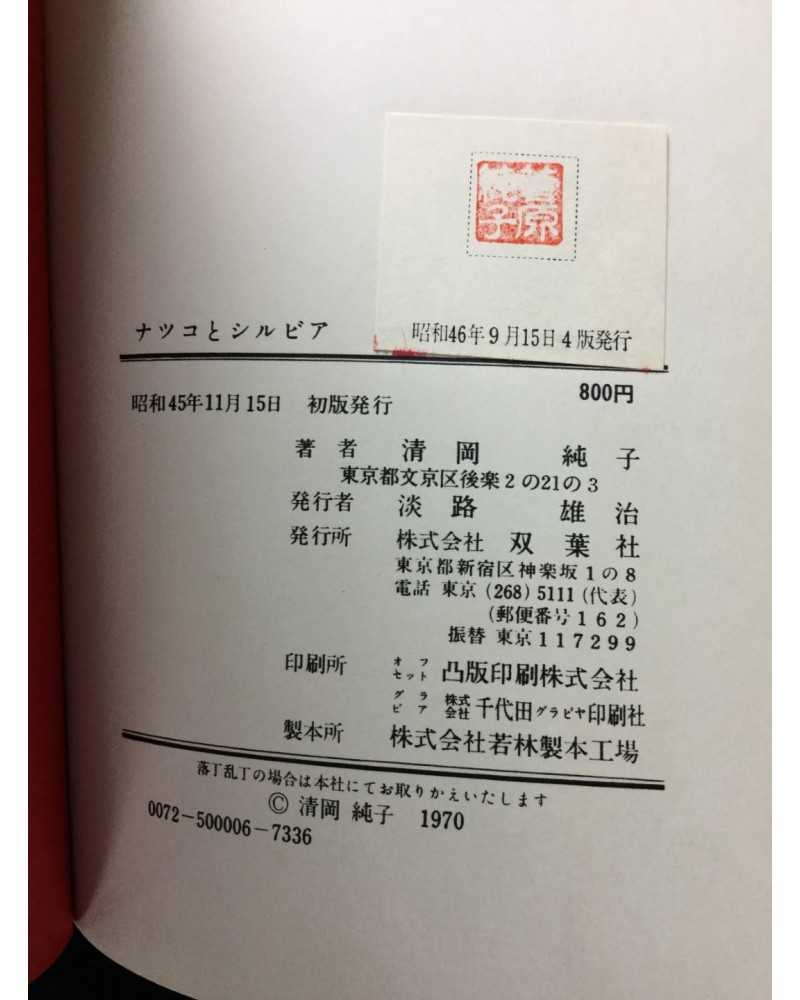 昭和46年9月15日4版発行
ナツコとシルビア
800円
昭和45年11月15日 初版発行
著者 清岡 純子
東京都文京区後楽2の21の3
発行者 淡路 雄治
発行所 株式会社 双葉社
東京都新宿区神楽坂1の8
電話 東京 (268) 5111 (代表)
(郵便番号162)
振替 東京117299
印刷所 オフセット 凸版印刷株式会社
グラビア 株式会社 千代田グラビヤ印刷社
製本所 株式会社若林製本工場
落丁乱丁の場合は本社にてお取りかえいたします
© 清岡 純子 1970
0072-500006-7336